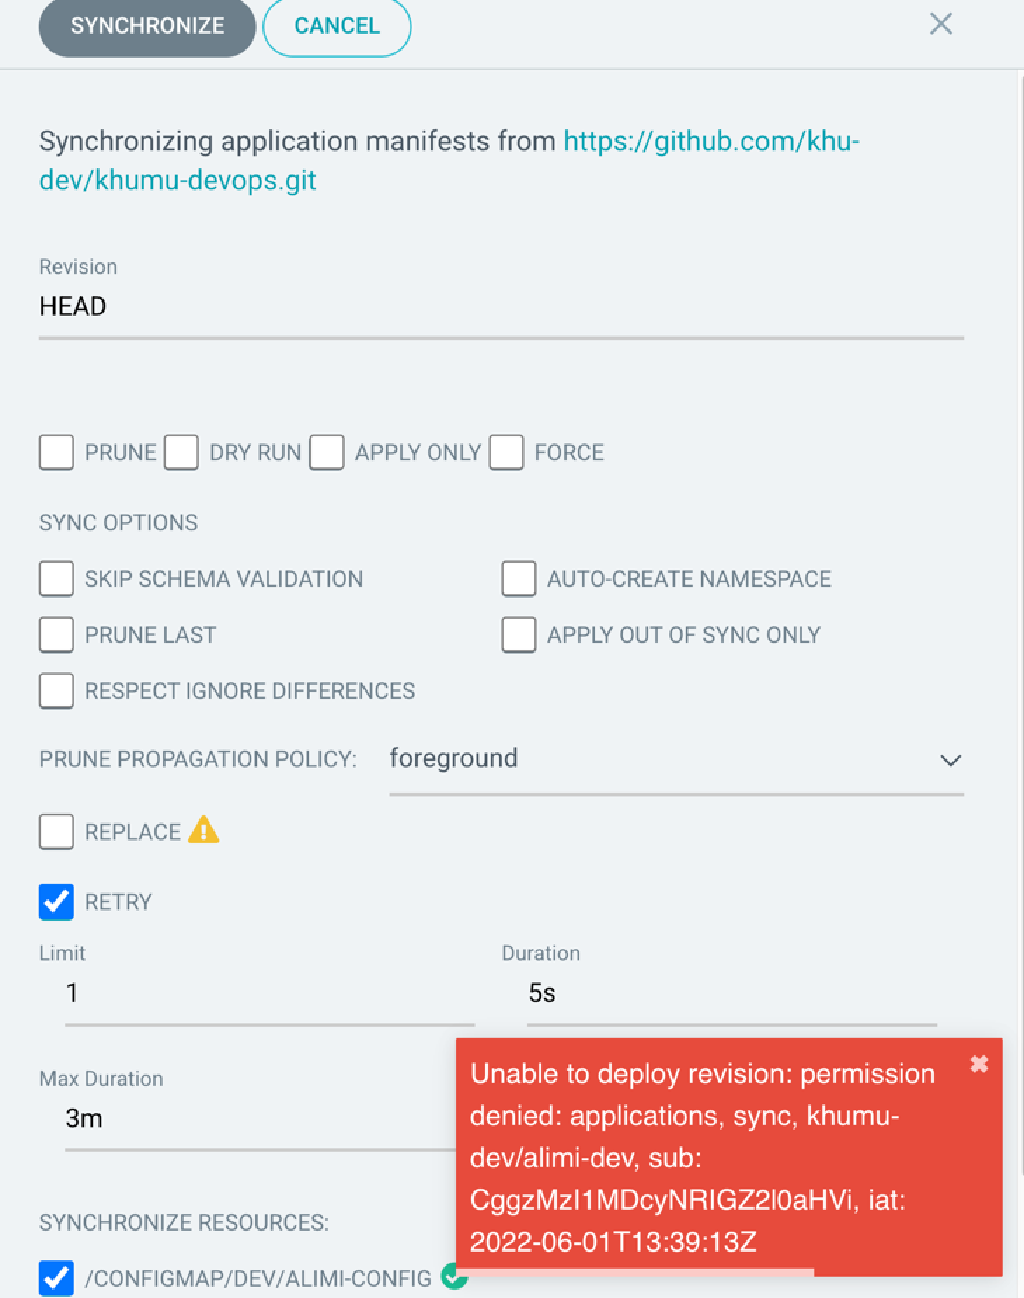 SYNCHRONIZE CANCEL
Synchronizing application manifests from https://github.com/khu-
dev/khumu-devops.git
Revision
HEAD
PRUNE DRY RUN APPLY ONLY FORCE
SYNC OPTIONS
SKIP SCHEMA VALIDATION AUTO-CREATE NAMESPACE
PRUNE LAST APPLY OUT OF SYNC ONLY
RESPECT IGNORE DIFFERENCES
PRUNE PROPAGATION POLICY: foreground
REPLACE
RETRY
Limit Duration
1 5s
Max Duration
3m
Unable to deploy revision: permission
denied: applications, sync, khumu-
dev/alimi-dev, sub:
CggzMzI1MDcyNRIGZ2l0aHVi, iat:
2022-06-01T13:39:13Z
SYNCHRONIZE RESOURCES:
/CONFIGMAP/DEV/ALIMI-CONFIG